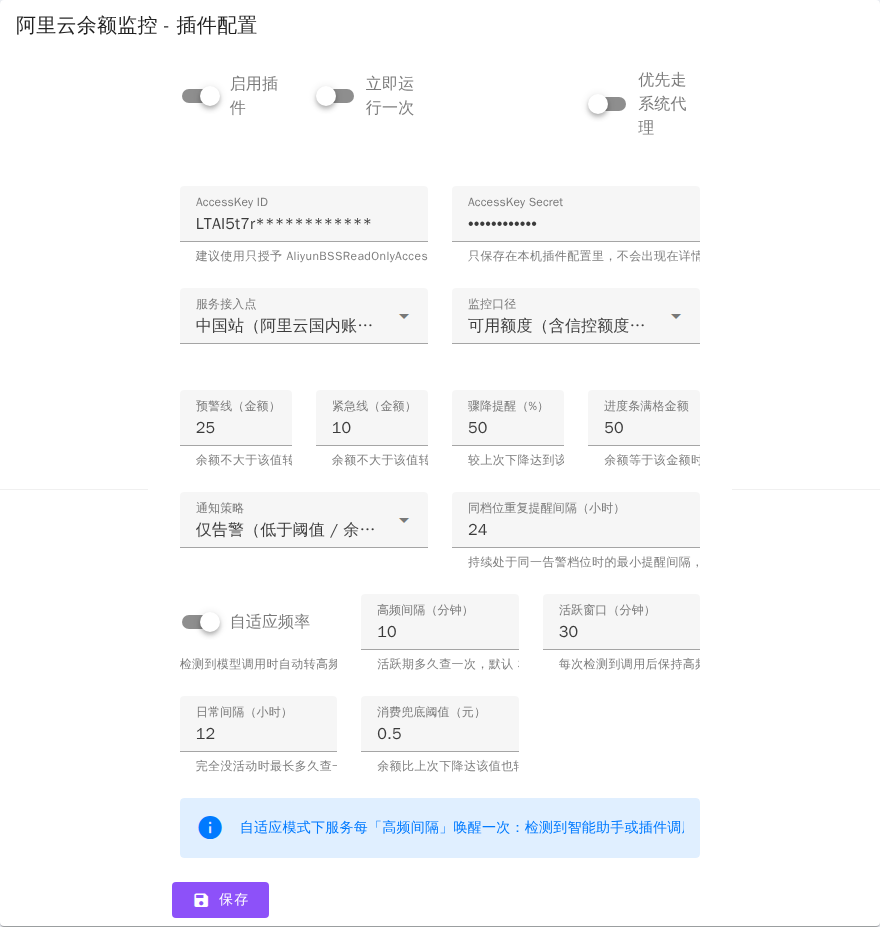 阿里云余额监控 - 插件配置
启用插
件
立即运
行一次
优先走
系统代
理
AccessKey ID
LTAI5t7r************
建议使用只授予 AliyunBSSReadOnlyAcces
AccessKey Secret
••••••••••••
只保存在本机插件配置里，不会出现在详情
服务接入点
中国站（阿里云国内账…
监控口径
可用额度（含信控额度…
预警线（金额）
25
余额不大于该值转
紧急线（金额）
10
余额不大于该值转
骤降提醒（%）
50
较上次下降达到该
进度条满格金额
50
余额等于该金额时
通知策略
仅告警（低于阈值 / 余…
同档位重复提醒间隔（小时）
24
持续处于同一告警档位时的最小提醒间隔，
自适应频率
检测到模型调用时自动转高频
高频间隔（分钟）
10
活跃期多久查一次，默认
活跃窗口（分钟）
30
每次检测到调用后保持高频
日常间隔（小时）
12
完全没活动时最长多久查一
消费兜底阈值（元）
0.5
余额比上次下降达该值也转
自适应模式下服务每「高频间隔」唤醒一次：检测到智能助手或插件调用
保存